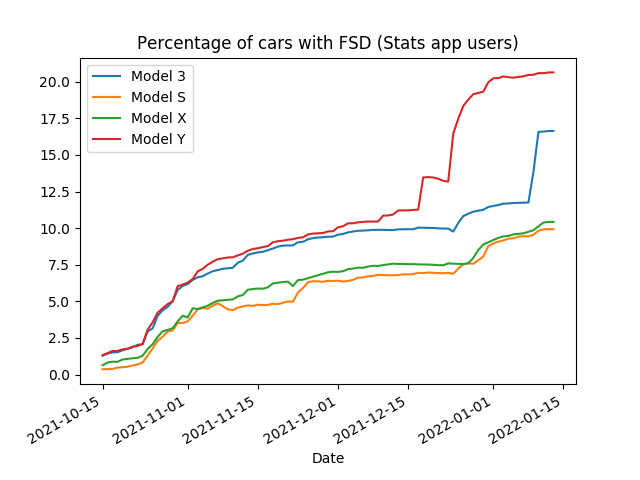 Percentage of cars with FSD (Stats app users)
Model 3
Model S
Model X
Model Y
20.0
17.5
15.0
12.5
10.0
7.5
5.0
2.5
0.0
2021-10-15
2021-11-01
2021-11-15
2021-12-01
2021-12-15
2022-01-01
2022-01-15
Date